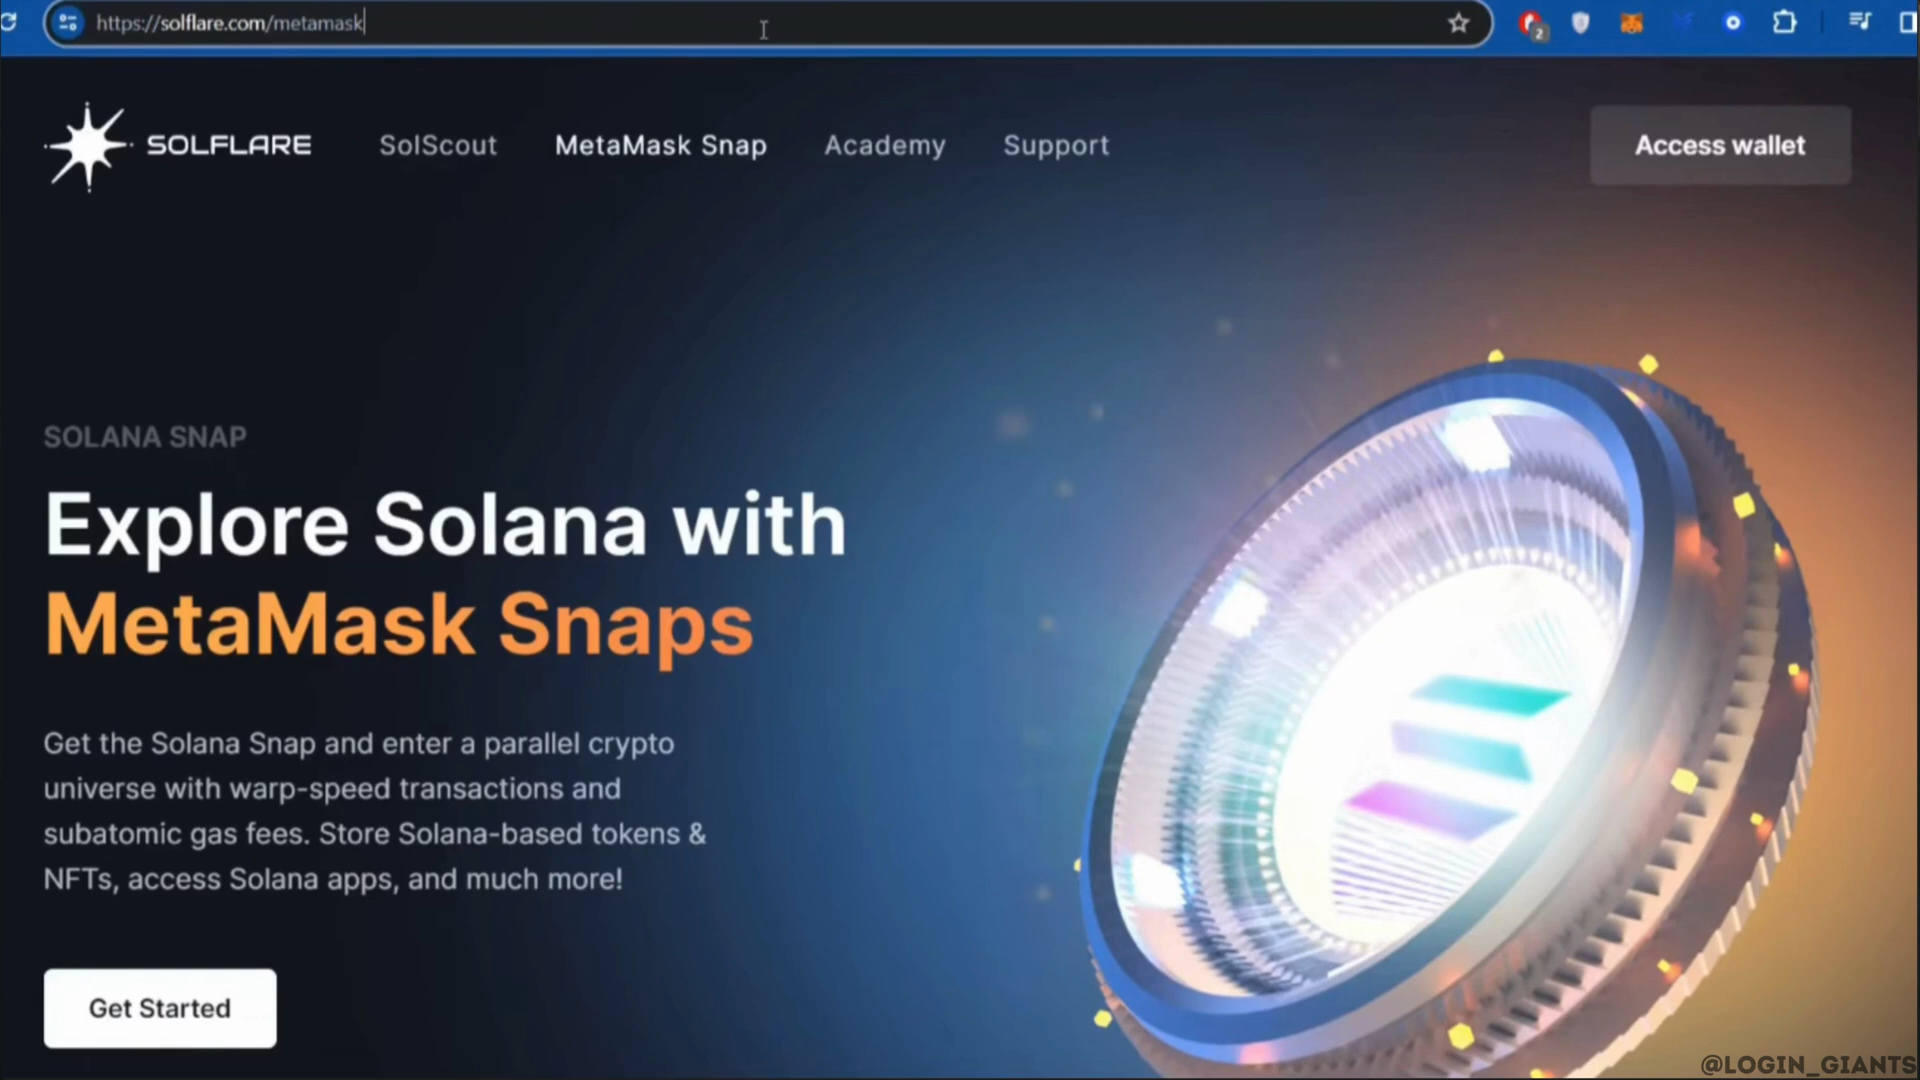 https://solflare.com/metamask
2
SOLFLARE
SolScout
MetaMask Snap
Academy
Support
Access wallet
SOLANA SNAP
Explore Solana with
MetaMask Snaps
Get the Solana Snap and enter a parallel crypto
universe with warp-speed transactions and
subatomic gas fees. Store Solana-based tokens &
NFTs, access Solana apps, and much more!
Get Started
@LOGIN_GIANTS